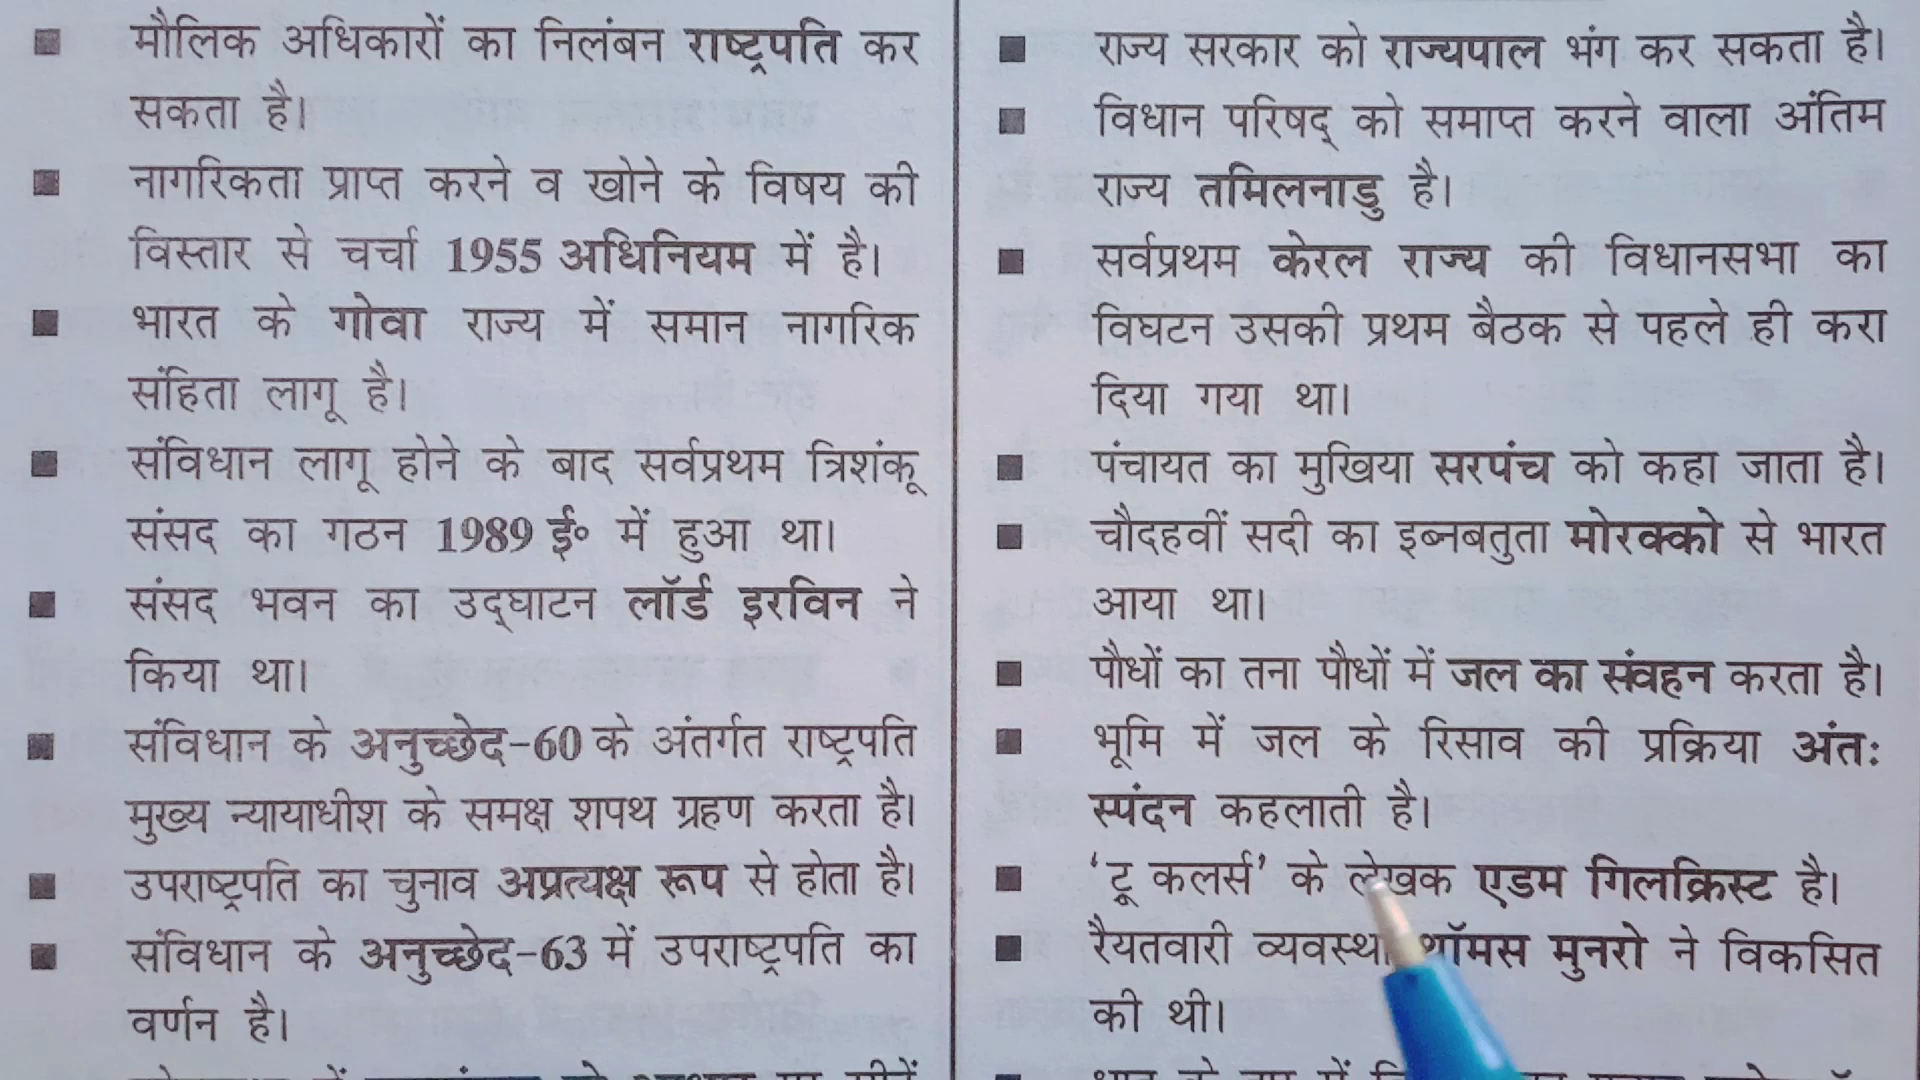 ■ मौलिक अधिकारों का निलंबन राष्ट्रपति कर
सकता है।
■ नागरिकता प्राप्त करने व खोने के विषय की
विस्तार से चर्चा 1955 अधिनियम में है।
■ भारत के गोवा राज्य में समान नागरिक
संहिता लागू है।
■ संविधान लागू होने के बाद सर्वप्रथम त्रिशंकू
संसद का गठन 1989 ई॰ में हुआ था।
■ संसद भवन का उद्घाटन लॉर्ड इरविन ने
किया था।
■ संविधान के अनुच्छेद-60 के अंतर्गत राष्ट्रपति
मुख्य न्यायाधीश के समक्ष शपथ ग्रहण करता है।
■ उपराष्ट्रपति का चुनाव अप्रत्यक्ष रूप से होता है।
■ संविधान के अनुच्छेद-63 में उपराष्ट्रपति का
वर्णन है।
■ राज्य सरकार को राज्यपाल भंग कर सकता है।
■ विधान परिषद् को समाप्त करने वाला अंतिम
राज्य तमिलनाडु है।
■ सर्वप्रथम केरल राज्य की विधानसभा का
विघटन उसकी प्रथम बैठक से पहले ही करा
दिया गया था।
■ पंचायत का मुखिया सरपंच को कहा जाता है।
■ चौदहवीं सदी का इब्नबतुता मोरक्को से भारत
आया था।
■ पौधों का तना पौधों में जल का संवहन करता है।
■ भूमि में जल के रिसाव की प्रक्रिया अंतः
स्पंदन कहलाती है।
■ ‘टू कलर्स’ के लेखक एडम गिलक्रिस्ट है।
■ रैयतवारी व्यवस्था थॉमस मुनरो ने विकसित
की थी।